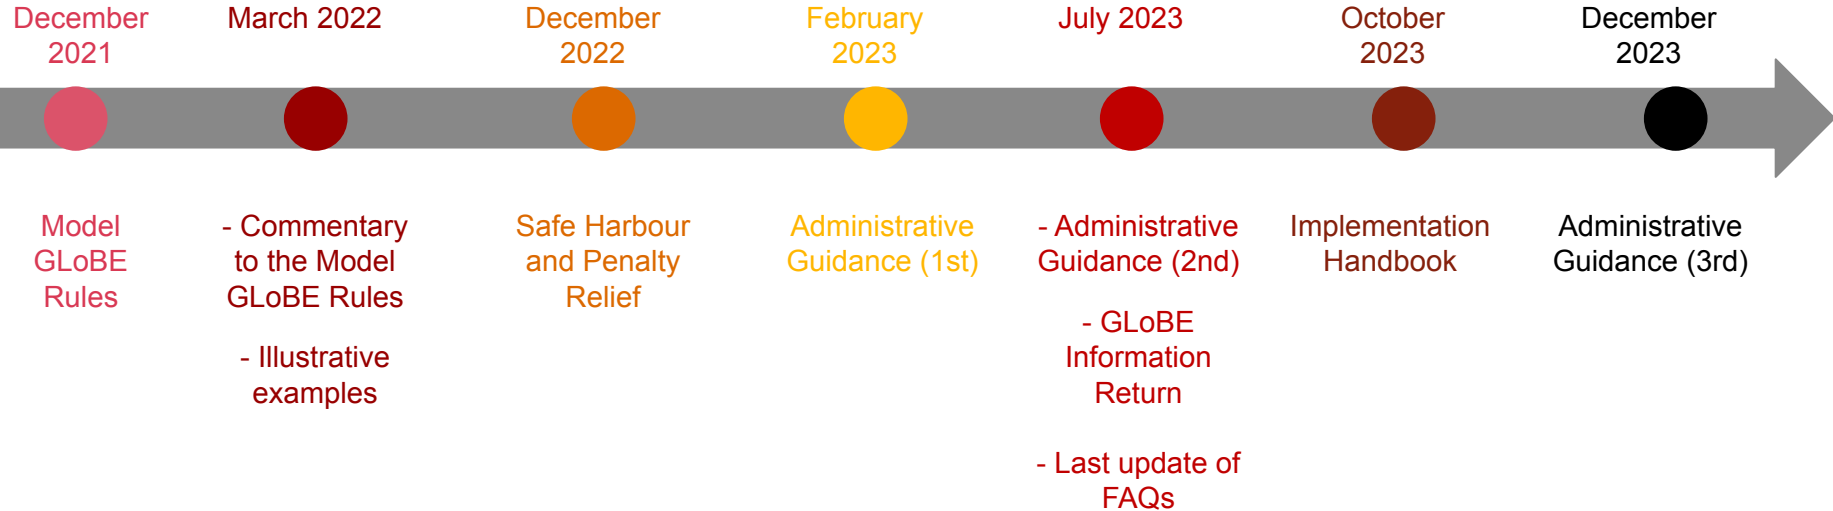 December
2021
March 2022
December
2022
February
2023
July 2023
October
2023
December
2023
Model
GLoBE
Rules
- Commentary
to the Model
GLoBE Rules
- Illustrative
examples
Safe Harbour
and Penalty
Relief
Administrative
Guidance (1st)
- Administrative
Guidance (2nd)
- GLoBE
Information
Return
- Last update of
FAQs
Implementation
Handbook
Administrative
Guidance (3rd)